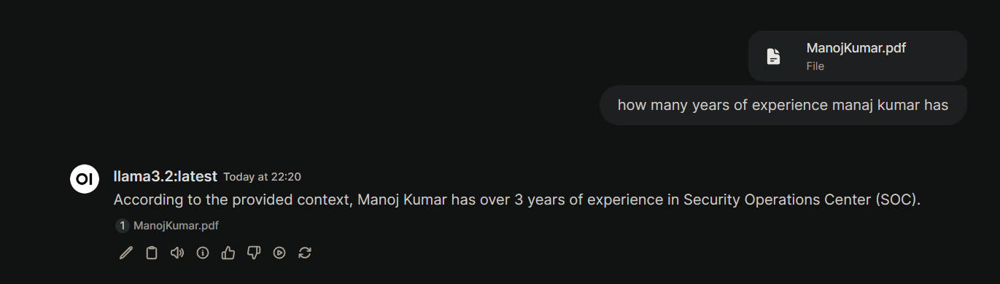 ManojKumar.pdf
File
how many years of experience manaj kumar has
OI
llama3.2:latest Today at 22:20
According to the provided context, Manoj Kumar has over 3 years of experience in Security Operations Center (SOC).
1 ManojKumar.pdf